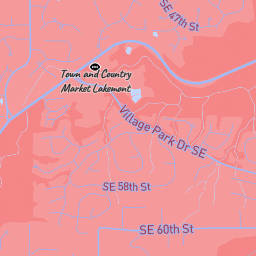 SE 47th St
Town and Country
Market Lakemont
Village Park Dr SE
SE 58th St
SE 60th St